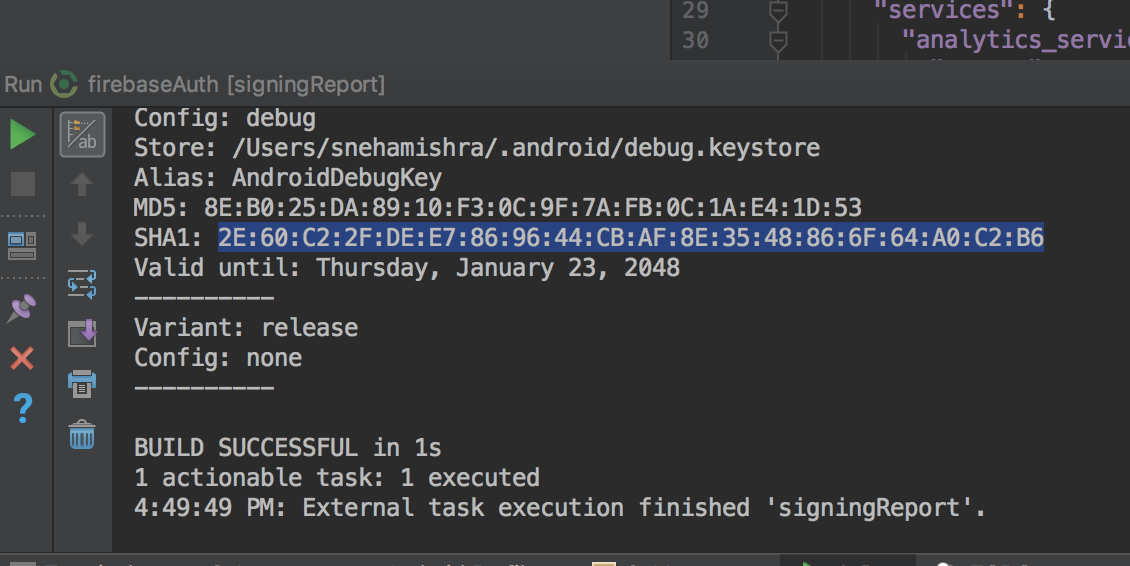 29 "services": {
30 "analytics_servi
Run firebaseAuth [signingReport]
Config: debug
Store: /Users/snehamishra/.android/debug.keystore
Alias: AndroidDebugKey
MD5: 8E:B0:25:DA:89:10:F3:0C:9F:7A:FB:0C:1A:E4:1D:53
SHA1: 2E:60:C2:2F:DE:E7:86:96:44:CB:AF:8E:35:48:86:6F:64:A0:C2:B6
Valid until: Thursday, January 23, 2048
----------
Variant: release
Config: none
----------
BUILD SUCCESSFUL in 1s
1 actionable task: 1 executed
4:49:49 PM: External task execution finished 'signingReport'.